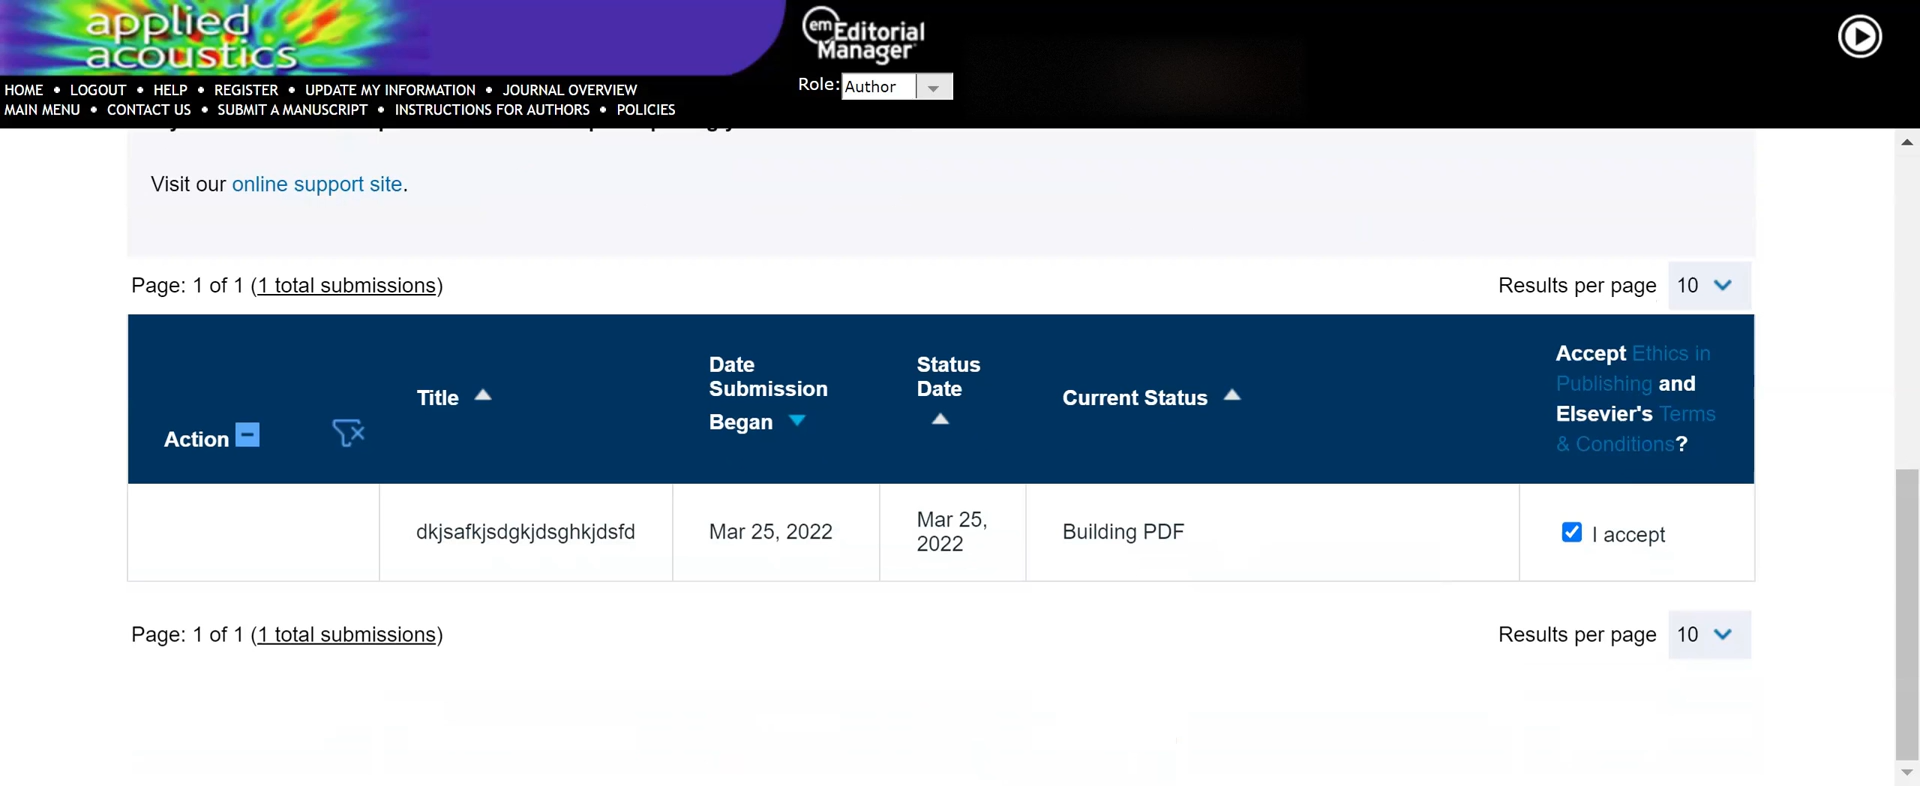 applied
acoustics
em Editorial
Manager
Role: Author
HOME • LOGOUT • HELP • REGISTER • UPDATE MY INFORMATION • JOURNAL OVERVIEW
MAIN MENU • CONTACT US • SUBMIT A MANUSCRIPT • INSTRUCTIONS FOR AUTHORS • POLICIES
Visit our online support site.
Page: 1 of 1 (1 total submissions)
Results per page 10
Action
Title
Date
Submission
Began
Status
Date
Current Status
Accept Ethics in
Publishing and
Elsevier's Terms
& Conditions?
dkjsafkjsdgkjdsghkjdsfd
Mar 25, 2022
Mar 25,
2022
Building PDF
I accept
Page: 1 of 1 (1 total submissions)
Results per page 10